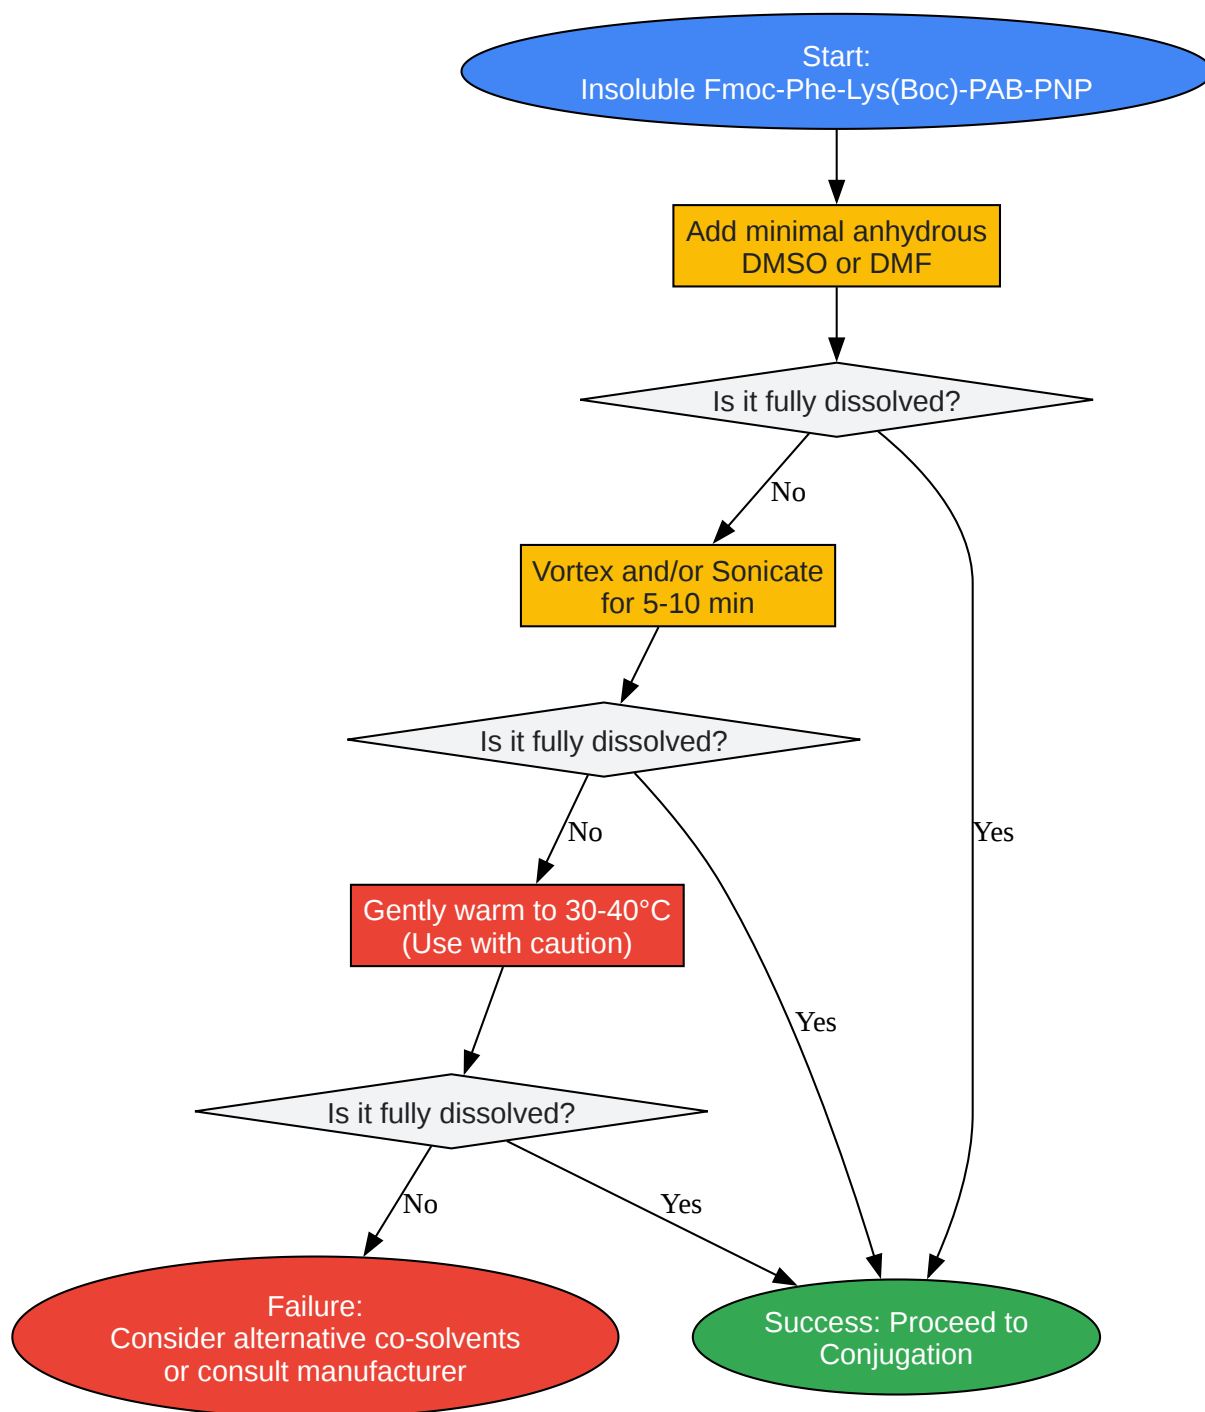 Start:
Insoluble Fmoc-Phe-Lys(Boc)-PAB-PNP
Add minimal anhydrous
DMSO or DMF
Is it fully dissolved?
No
Vortex and/or Sonicate
for 5-10 min
Is it fully dissolved?
No
Yes
Gently warm to 30-40°C
(Use with caution)
Yes
Is it fully dissolved?
No
Yes
Failure:
Consider alternative co-solvents
or consult manufacturer
Success: Proceed to
Conjugation